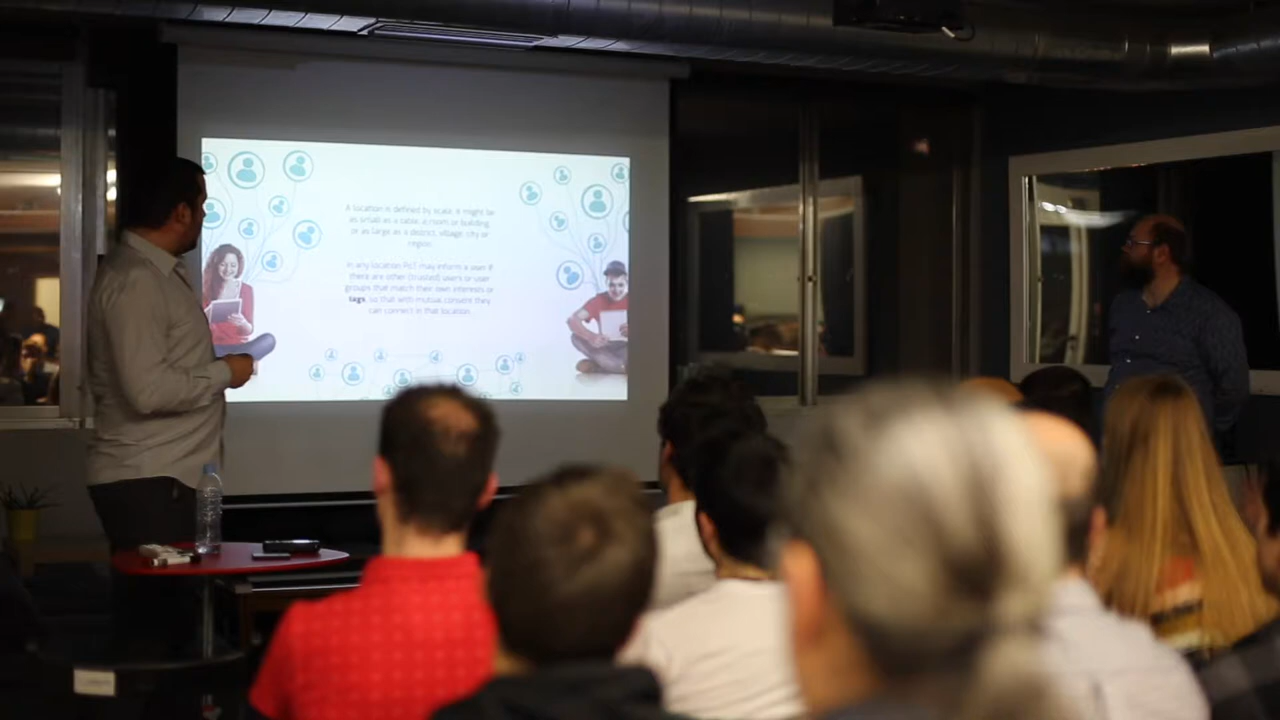 A location is defined by scale, it might be
as small as a table, a room or building,
or as large as a district, village, city or
region.
In any location PoT may inform a user if
there are other (trusted) users or user
groups that match their own interests or
tags, so that with mutual consent they
can connect in that location.